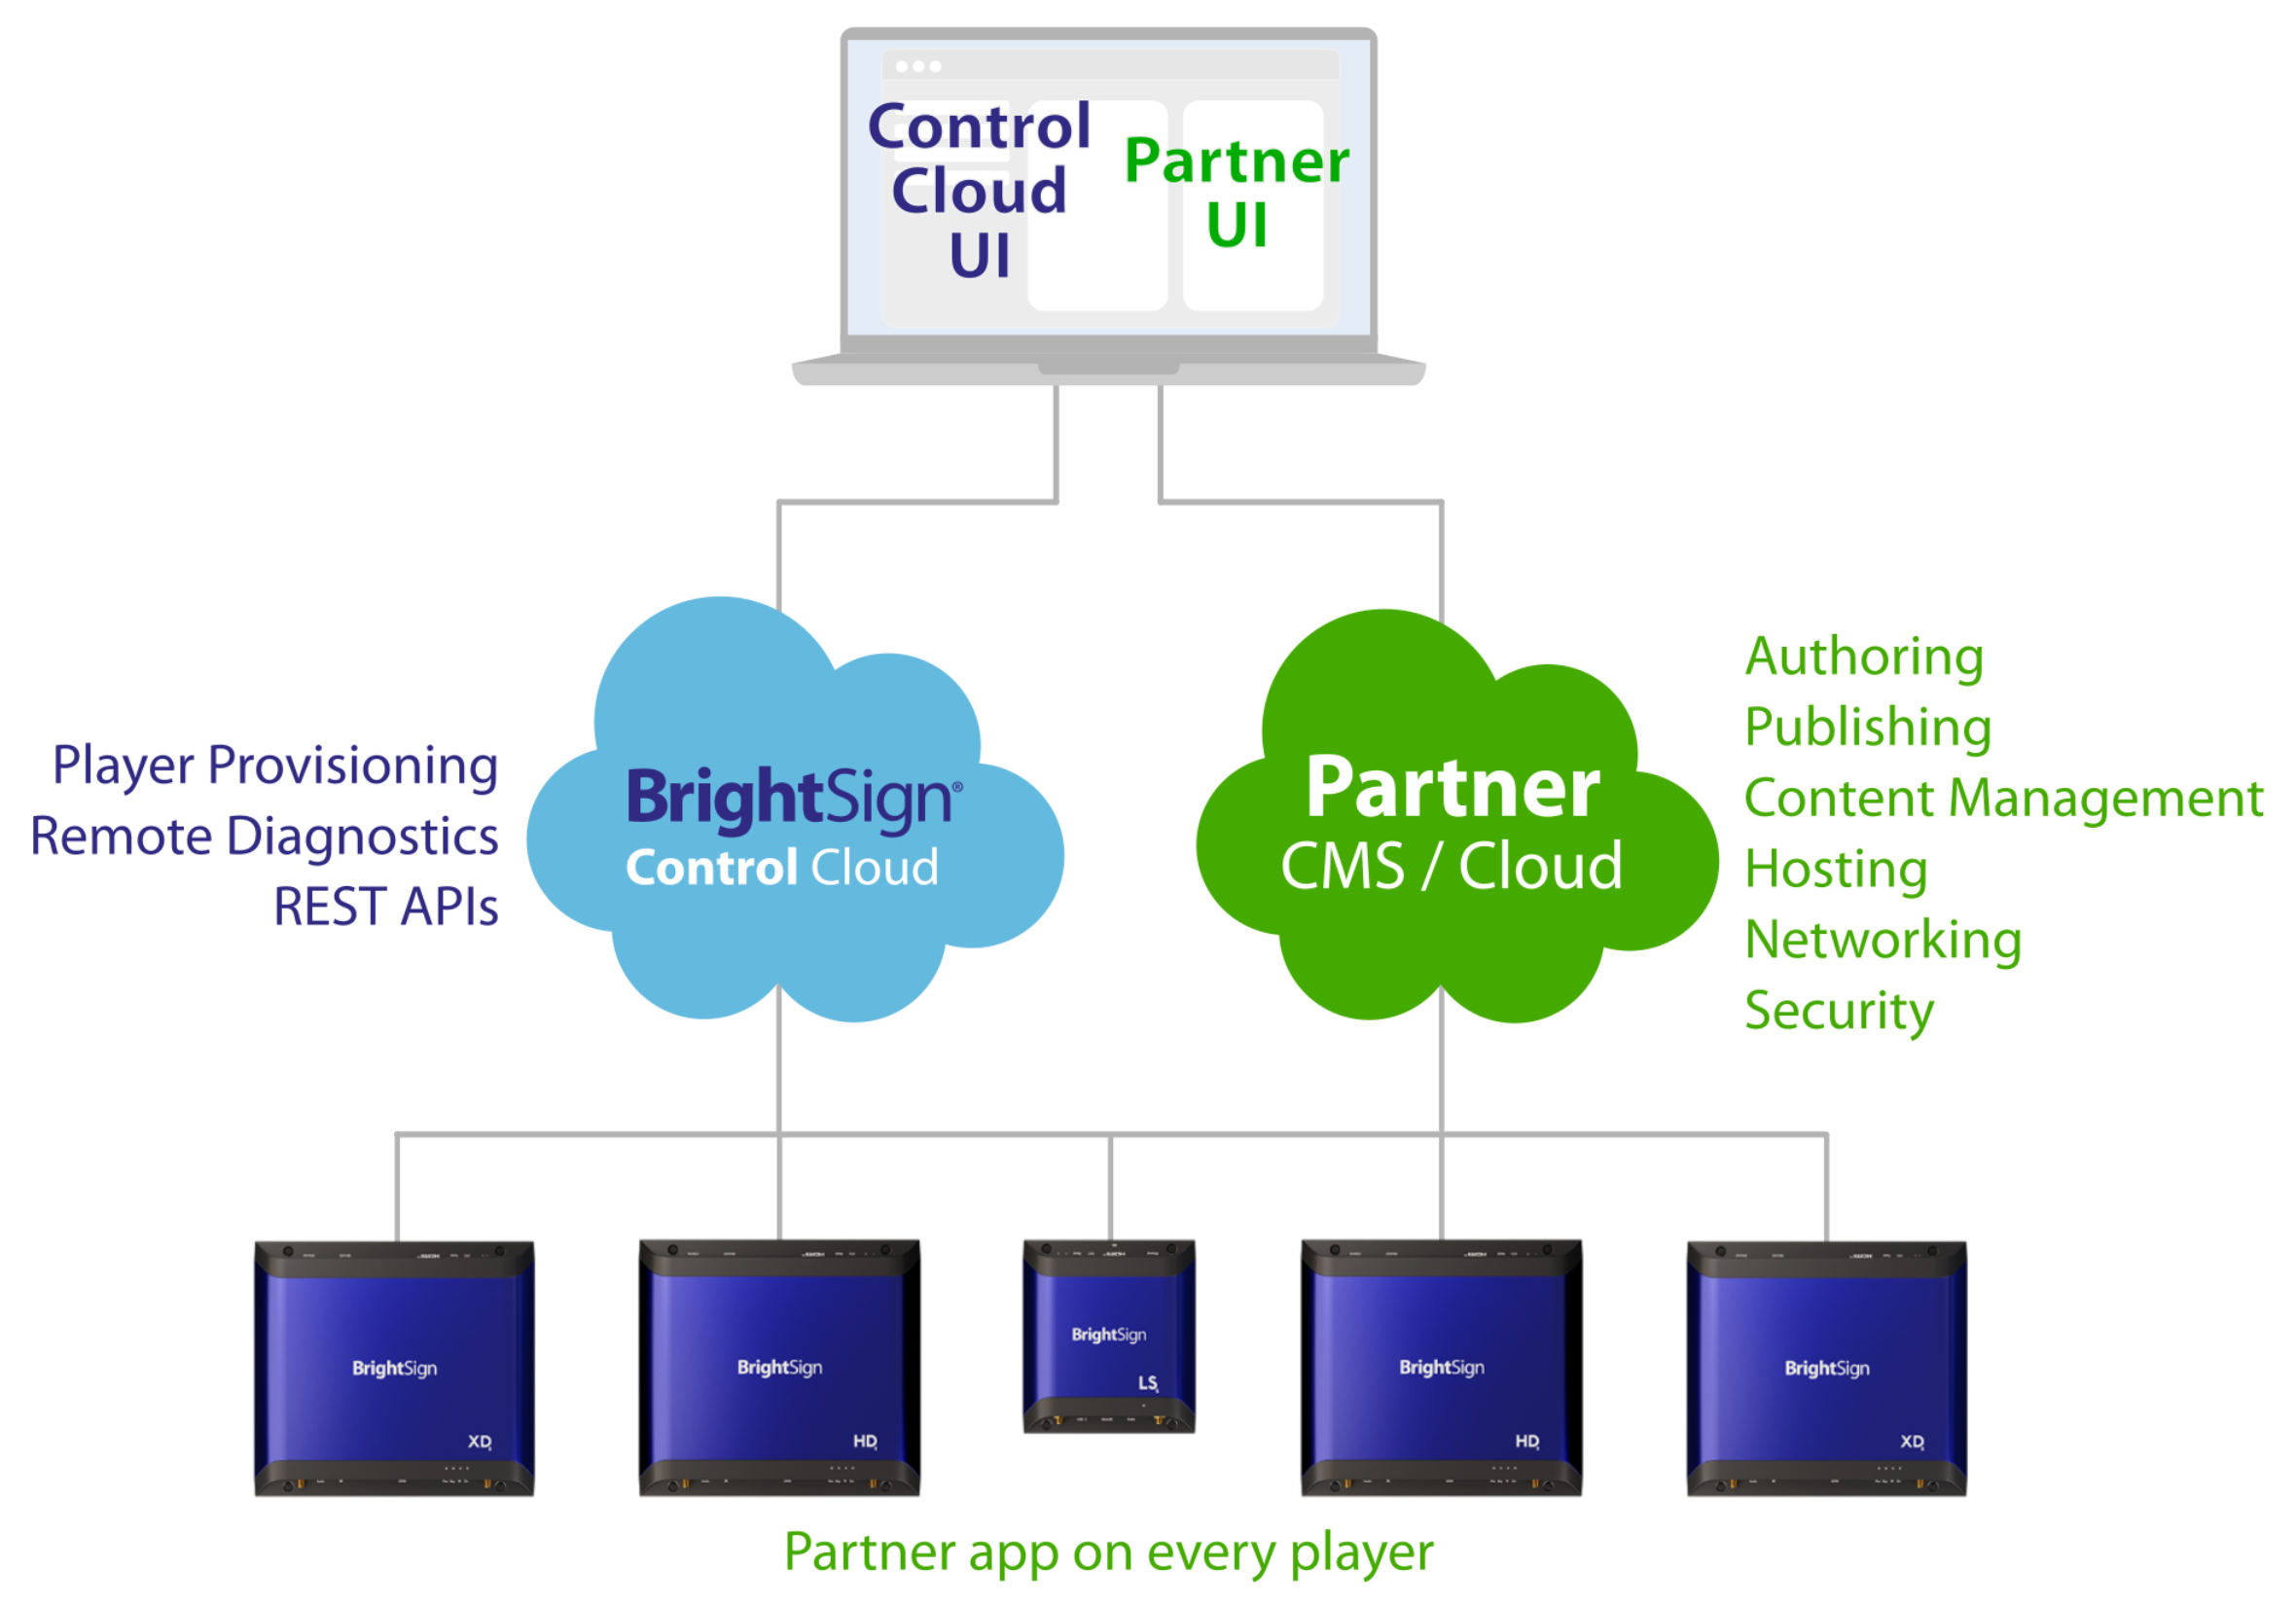 Control
Cloud
UI
Partner
UI
Player Provisioning
Remote Diagnostics
REST APIs
BrightSign®
Control Cloud
Partner
CMS / Cloud
Authoring
Publishing
Content Management
Hosting
Networking
Security
BrightSign
XD
BrightSign
HD
BrightSign
LS
BrightSign
HD
BrightSign
XD
Partner app on every player